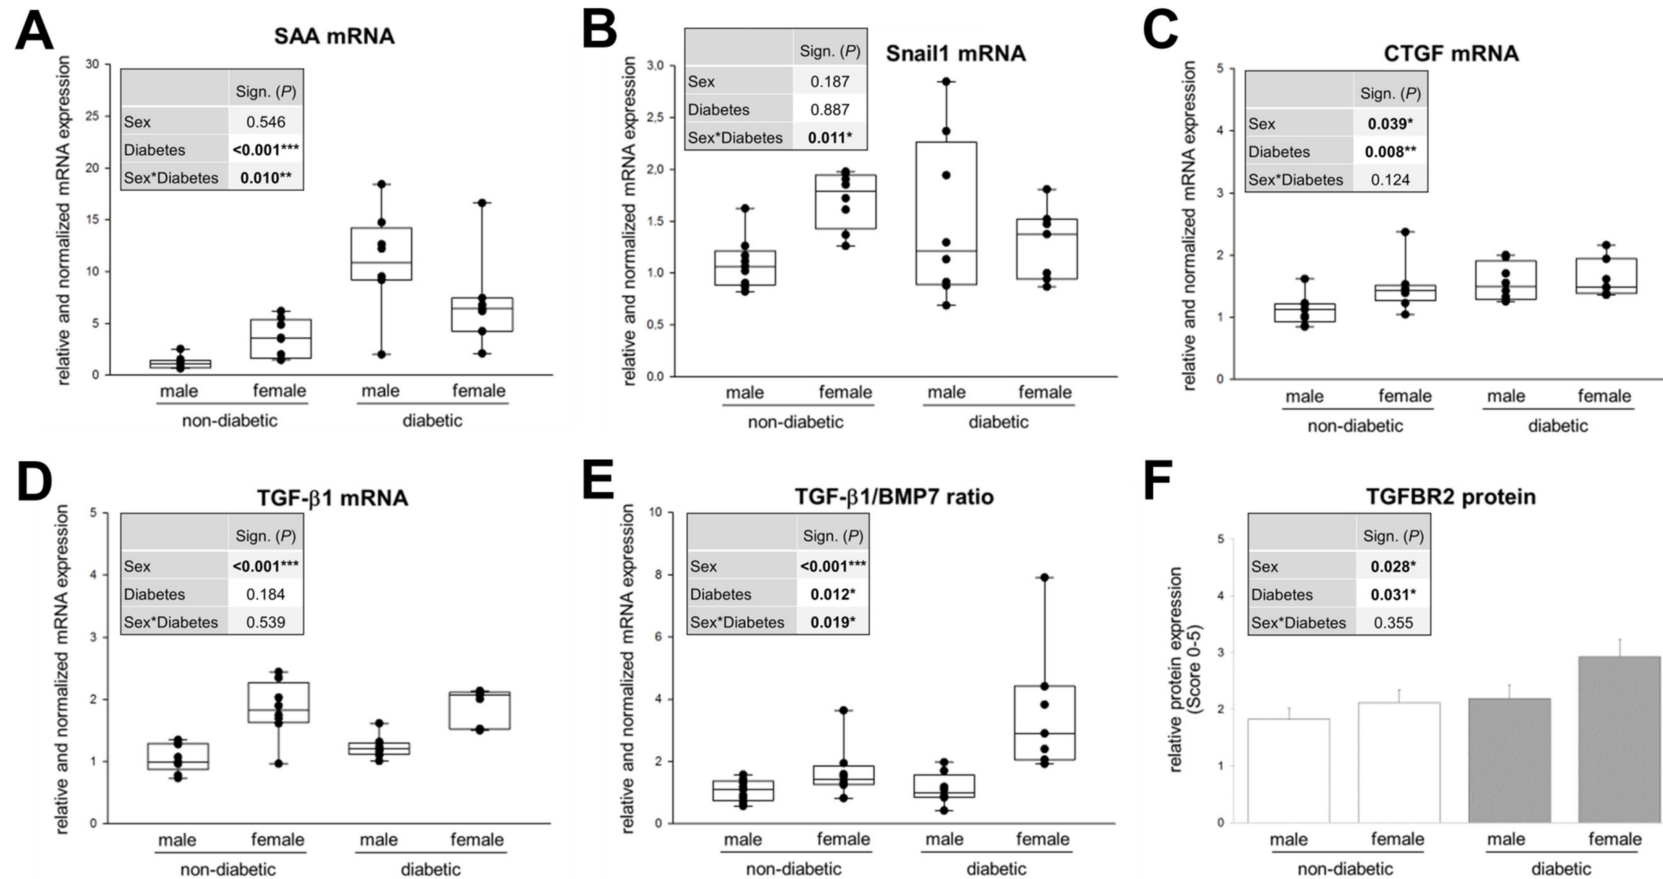 A
SAA mRNA
relative and normalized mRNA expression
30
25
20
15
10
5
0
Sign. (P)
Sex 0.546
Diabetes <0.001***
Sex*Diabetes 0.010**
male female male female
non-diabetic diabetic
B
Snail1 mRNA
relative and normalized mRNA expression
3,0
2,5
2,0
1,5
1,0
0,5
0.0
Sign. (P)
Sex 0.187
Diabetes 0.887
Sex*Diabetes 0.011*
male female male female
non-diabetic diabetic
C
CTGF mRNA
relative and normalized mRNA expression
5
4
3
2
1
0
Sign. (P)
Sex 0.039*
Diabetes 0.008**
Sex*Diabetes 0.124
male female male female
non-diabetic diabetic
D
TGF-β1 mRNA
relative and normalized mRNA expression
5
4
3
2
1
0
Sign. (P)
Sex <0.001***
Diabetes 0.184
Sex*Diabetes 0.539
male female male female
non-diabetic diabetic
E
TGF-β1/BMP7 ratio
relative and normalized mRNA expression
10
8
6
4
2
0
Sign. (P)
Sex <0.001***
Diabetes 0.012*
Sex*Diabetes 0.019*
male female male female
non-diabetic diabetic
F
TGFBR2 protein
relative protein expression
(Score 0-5)
5
4
3
2
1
0
Sign. (P)
Sex 0.028*
Diabetes 0.031*
Sex*Diabetes 0.355
male female male female
non-diabetic diabetic